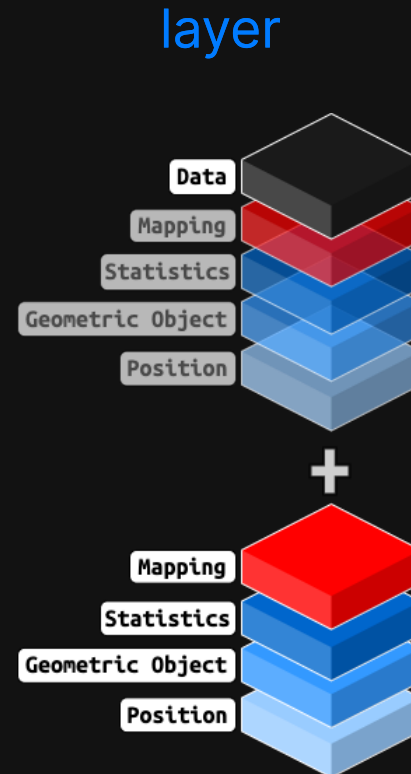 layer
Data
Mapping
Statistics
Geometric Object
Position
+
Mapping
Statistics
Geometric Object
Position